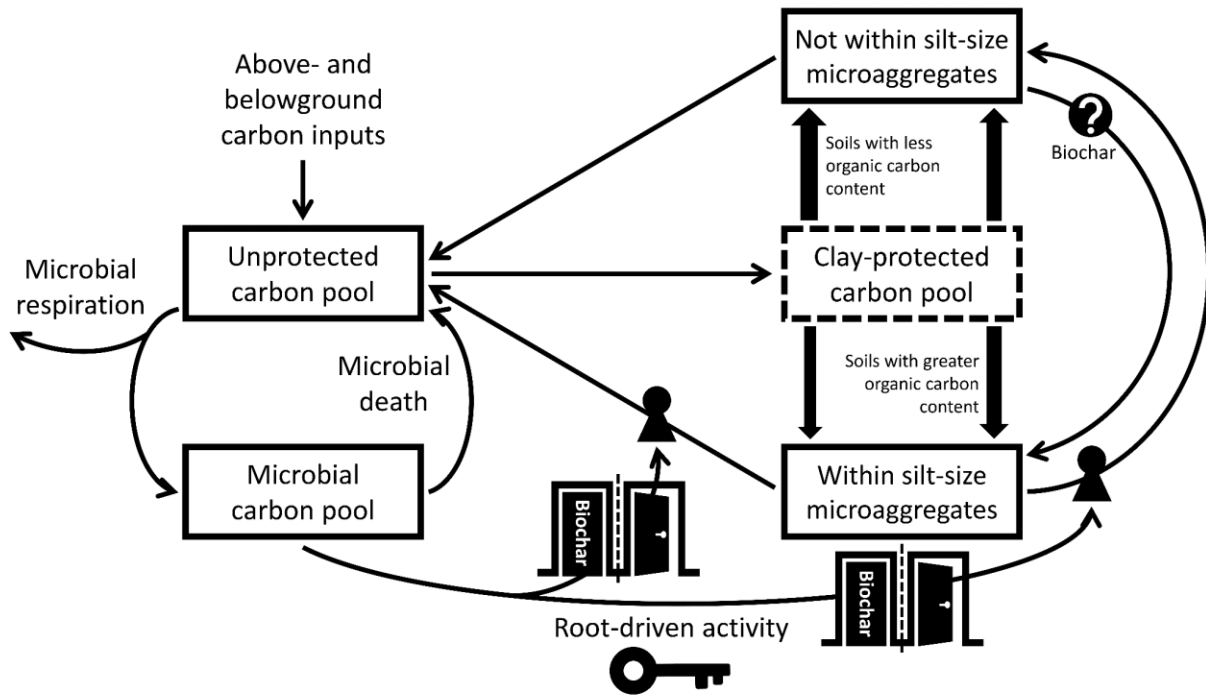 Above- and
belowground
carbon inputs
Not within silt-size
microaggregates
?
Biochar
Soils with less
organic carbon
content
Unprotected
carbon pool
Clay-protected
carbon pool
Microbial
respiration
Microbial
death
Soils with greater
organic carbon
content
Microbial
carbon pool
Within silt-size
microaggregates
Biochar
Biochar
Root-driven activity